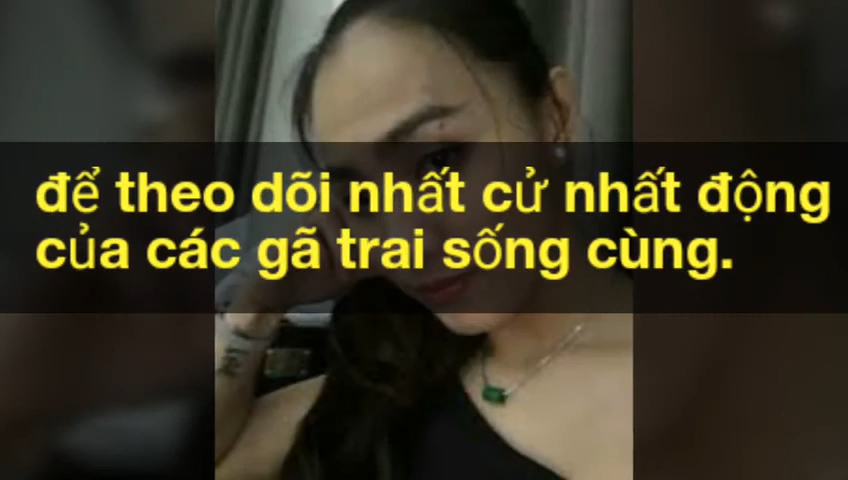 để theo dõi nhất cử nhất động
của các gã trai sống cùng.